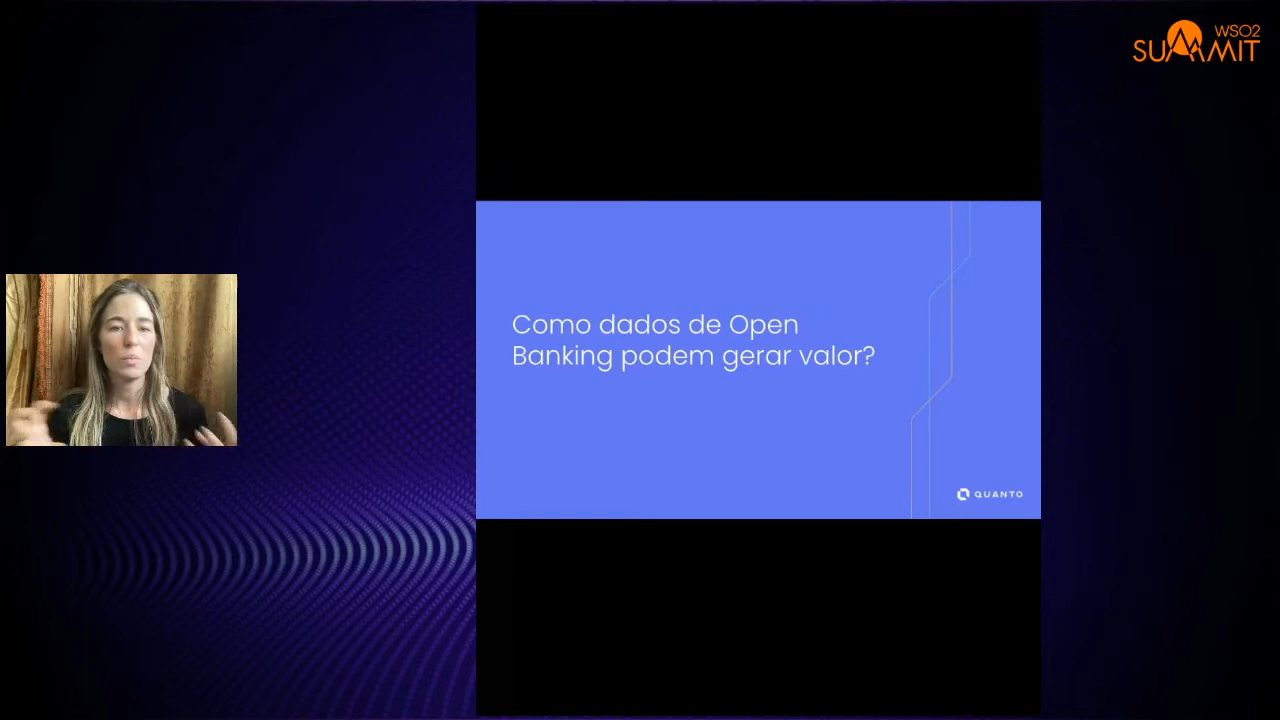 WSO2
SUMMIT
Como dados de Open
Banking podem gerar valor?
QUANTO